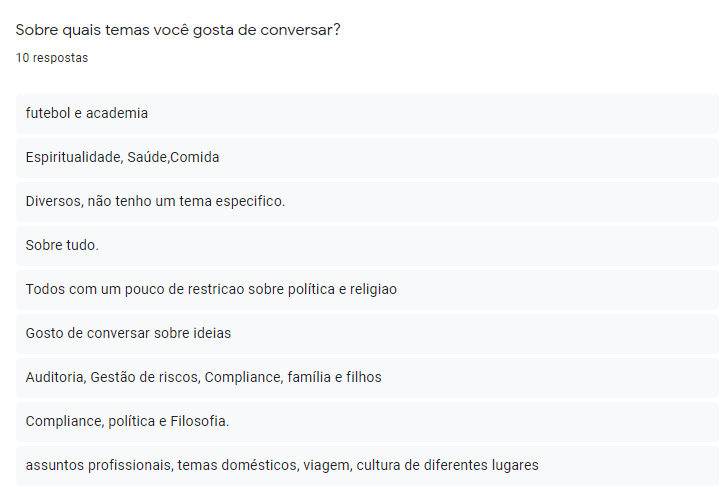 Sobre quais temas você gosta de conversar?
10 respostas
futebol e academia
Espiritualidade, Saúde,Comida
Diversos, não tenho um tema especifico.
Sobre tudo.
Todos com um pouco de restricao sobre política e religiao
Gosto de conversar sobre ideias
Auditoria, Gestão de riscos, Compliance, família e filhos
Compliance, política e Filosofia.
assuntos profissionais, temas domésticos, viagem, cultura de diferentes lugares